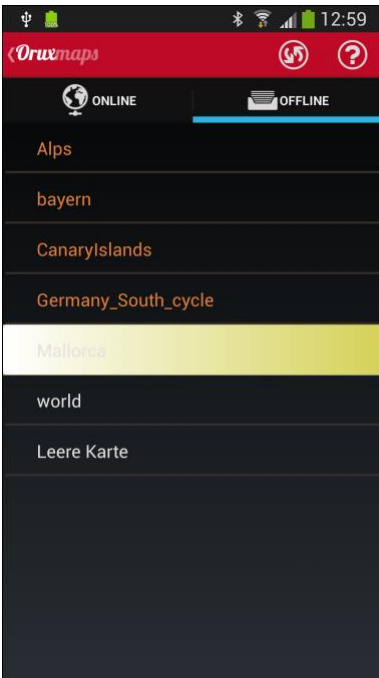 12:59
Oruxmaps
ONLINE OFFLINE
Alps
bayern
CanaryIslands
Germany_South_cycle
Mallorca
world
Leere Karte